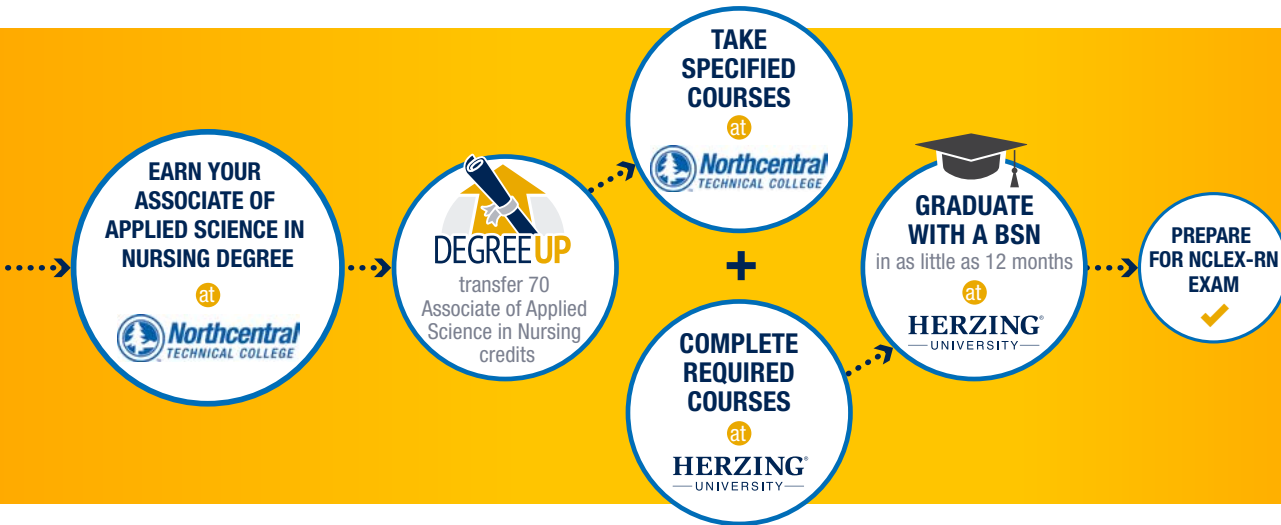 EARN YOUR
ASSOCIATE OF
APPLIED SCIENCE IN
NURSING DEGREE
at
Northcentral
TECHNICAL COLLEGE
DEGREEUP
transfer 70
Associate of Applied
Science in Nursing
credits
TAKE
SPECIFIED
COURSES
at
Northcentral
TECHNICAL COLLEGE
+
COMPLETE
REQUIRED
COURSES
at
HERZING®
UNIVERSITY
GRADUATE
WITH A BSN
in as little as 12 months
at
HERZING®
UNIVERSITY
PREPARE
FOR NCLEX-RN
EXAM